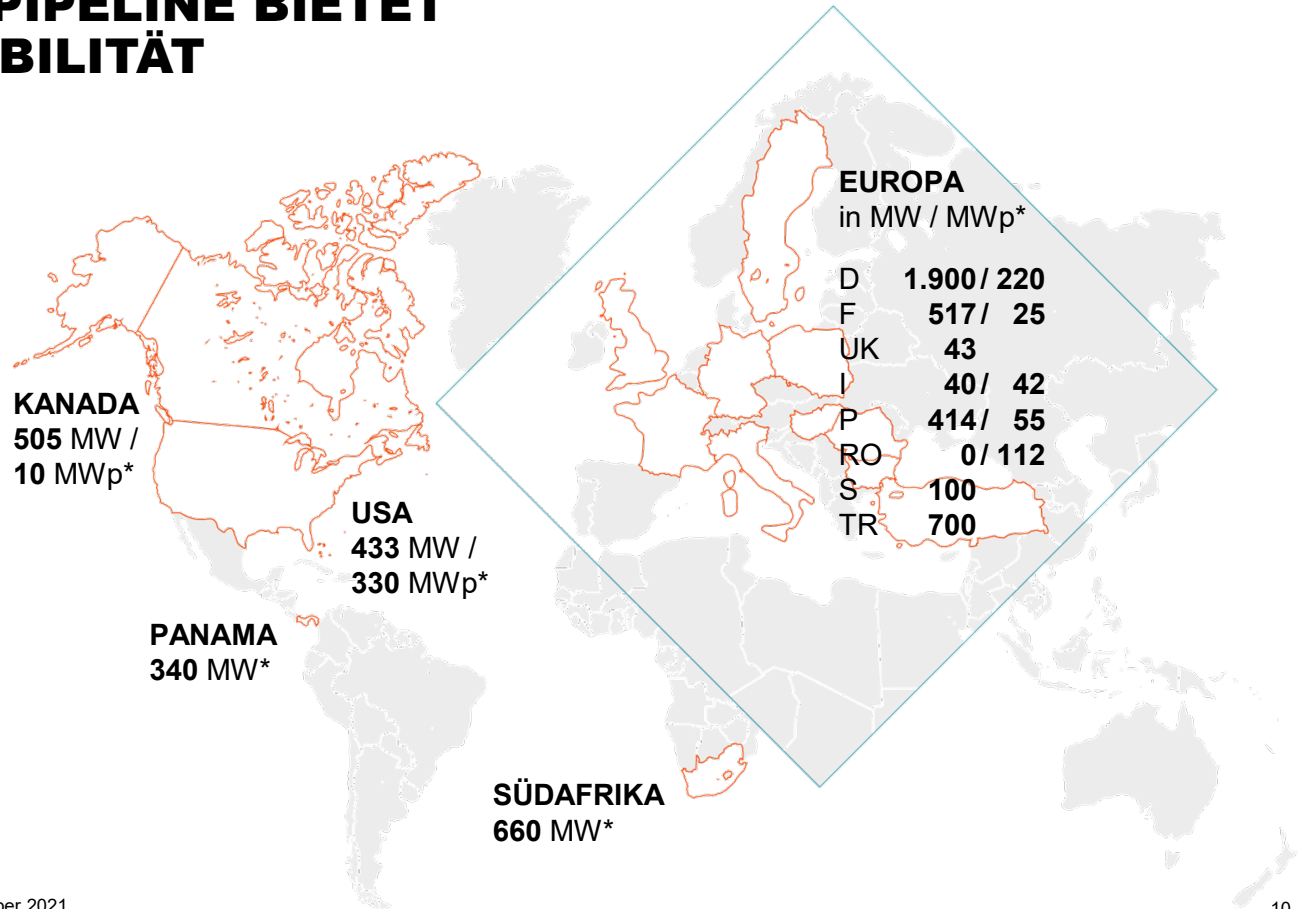 PIPELINE BIETET
BILITÄT
EUROPA
in MW / MWp*
D 1.900/ 220
F 517/ 25
UK 43
I 40/ 42
P 414/ 55
RO 0/ 112
S 100
TR 700
KANADA
505 MW /
10 MWp*
USA
433 MW /
330 MWp*
PANAMA
340 MW*
SÜDAFRIKA
660 MW*
ber 2021
10